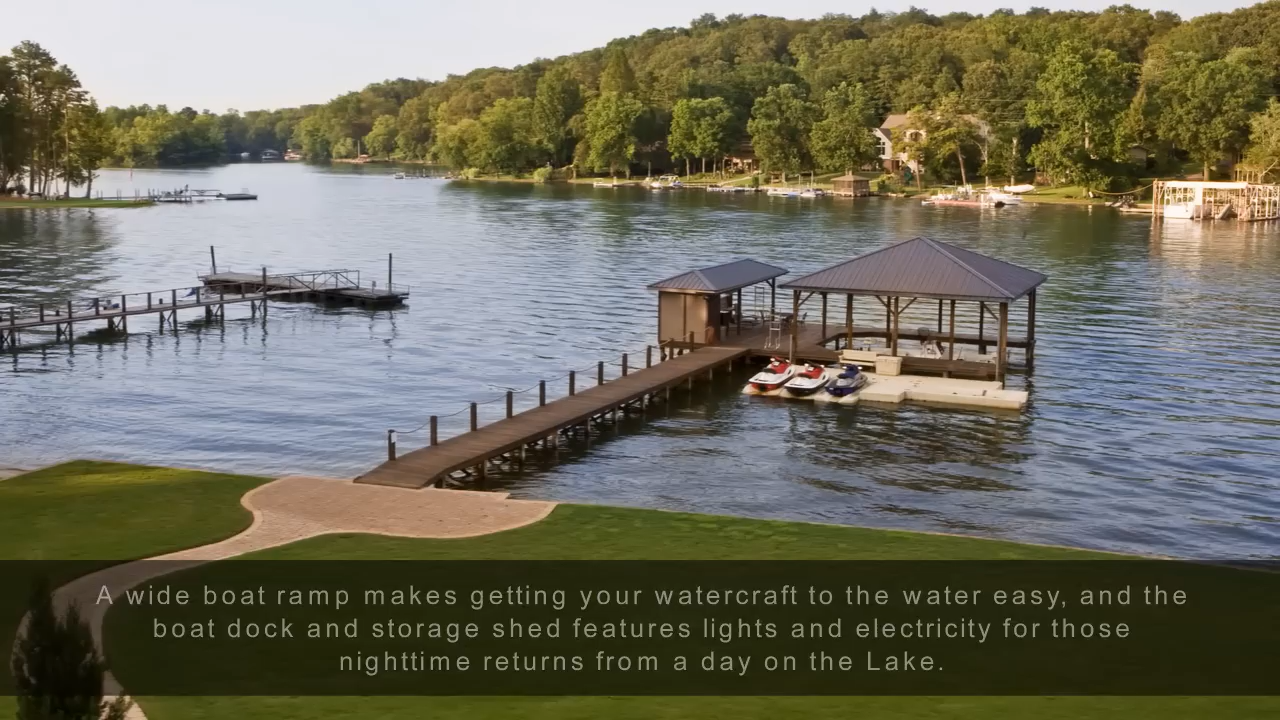 A wide boat ramp makes getting your watercraft to the water easy, and the
boat dock and storage shed features lights and electricity for those
nighttime returns from a day on the Lake.